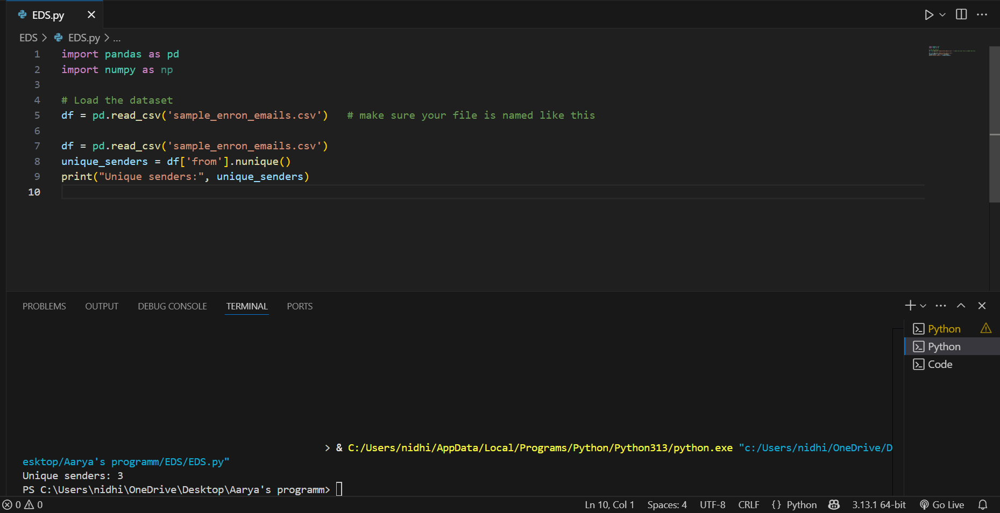 EDS.py
EDS > EDS.py > ...
1 import pandas as pd
2 import numpy as np
3
4 # Load the dataset
5 df = pd.read_csv('sample_enron_emails.csv')   # make sure your file is named like this
6
7 df = pd.read_csv('sample_enron_emails.csv')
8 unique_senders = df['from'].nunique()
9 print("Unique senders:", unique_senders)
10
PROBLEMS OUTPUT DEBUG CONSOLE TERMINAL PORTS
Python
Python
Code
> & C:/Users/nidhi/AppData/Local/Programs/Python/Python313/python.exe "c:/Users/nidhi/OneDrive/D
esktop/Aarya's programm/EDS/EDS.py"
Unique senders: 3
PS C:\Users\nidhi\OneDrive\Desktop\Aarya's programm>
0 0 Ln 10, Col 1 Spaces: 4 UTF-8 CRLF {} Python 3.13.1 64-bit Go Live